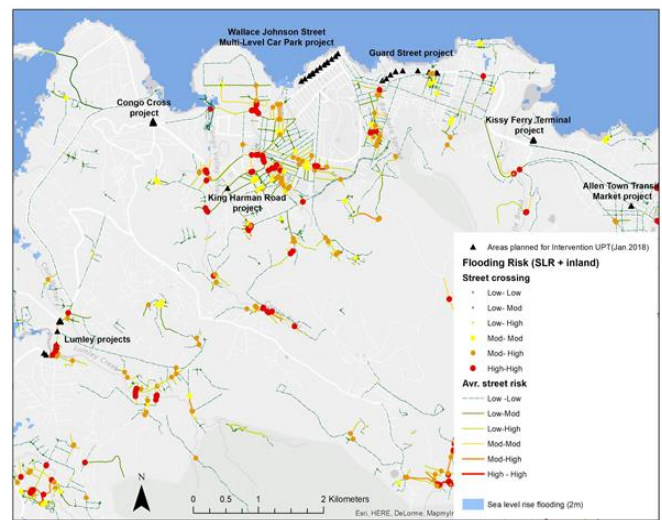 Wallace Johnson Street
Multi-Level Car Park project
Guard Street project
Congo Cross
project
Kissy Ferry Terminal
project
Allen Town Trans
Market project
King Harman Road
project
Lumley projects
Lumley Creek
▲ Areas planned for Intervention UPT(Jan.2018)
Flooding Risk (SLR + inland)
Street crossing
Low- Low
Low- Mod
Low- High
Mod- Mod
Mod- High
High-High
Avr. street risk
Low -Low
Low-Mod
Low-High
Mod-Mod
Mod-High
High - High
Sea level rise flooding (2m)
N
0 0.5 1 2 Kilometers
Esri, HERE, DeLorme, MapmyIn